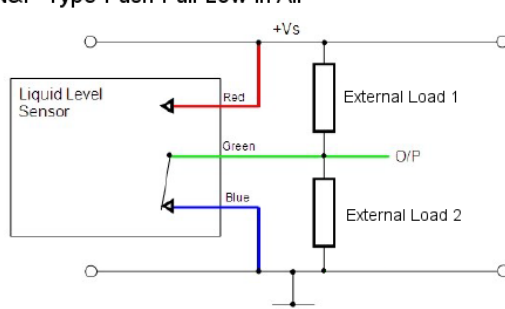 Type Push Pull Low in Air
+Vs
Liquid Level
Sensor
Red
External Load 1
Green
O/P
Blue
External Load 2